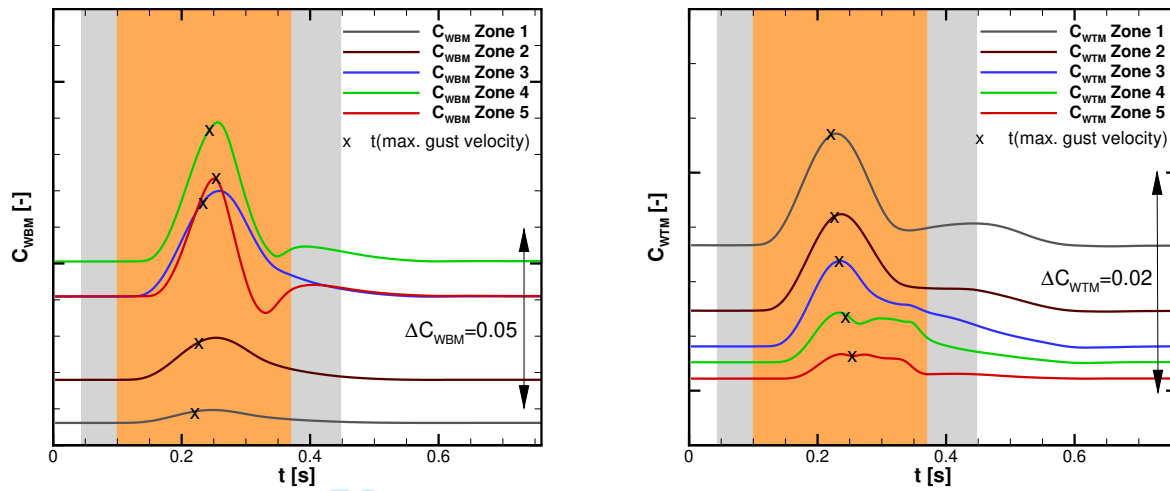 C_WBM Zone 1
C_WBM Zone 2
C_WBM Zone 3
C_WBM Zone 4
C_WBM Zone 5
x t(max. gust velocity)
C_WBM [-]
ΔC_WBM=0.05
0 0.2 0.4 0.6
t [s]
C_WTM Zone 1
C_WTM Zone 2
C_WTM Zone 3
C_WTM Zone 4
C_WTM Zone 5
x t(max. gust velocity)
C_WTM [-]
ΔC_WTM=0.02
0 0.2 0.4 0.6
t [s]